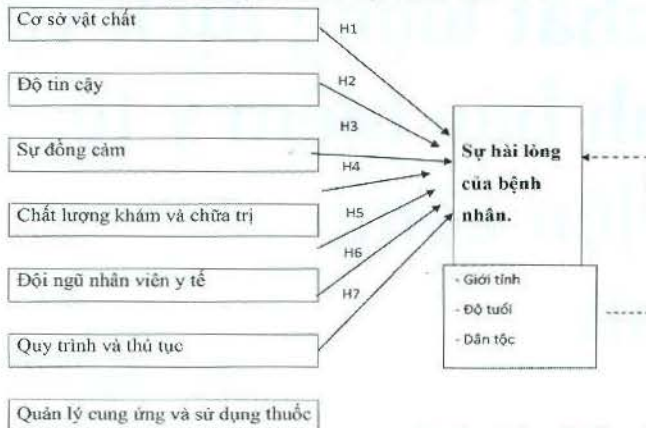 Cơ sở vật chất
H1
Độ tin cậy
H2
H3
Sự đồng cảm
H4
Chất lượng khám và chữa trị
H5
Đội ngũ nhân viên y tế
H6
H7
Quy trình và thủ tục
Quản lý cung ứng và sử dụng thuốc
Sự hài lòng
của bệnh
nhân.
- Giới tính
- Độ tuổi
- Dân tộc